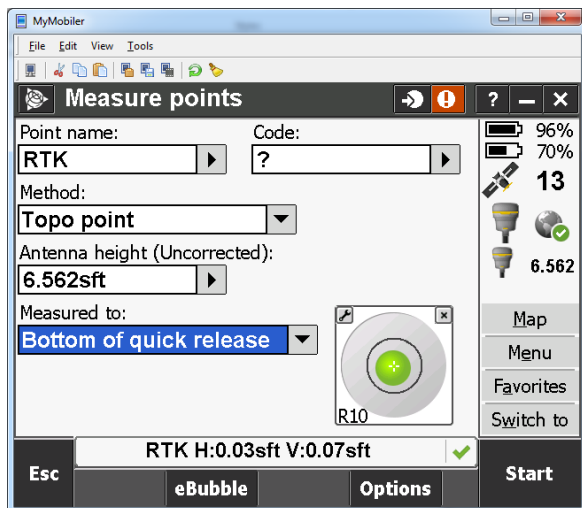 MyMobiler
File Edit View Tools
Measure points
?
Point name:
Code:
96%
RTK
?
70%
Method:
13
Topo point
Antenna height (Uncorrected):
6.562sft
6.562
Measured to:
Map
Bottom of quick release
Menu
Favorites
R10
Switch to
RTK H:0.03sft V:0.07sft
Esc
Start
eBubble
Options